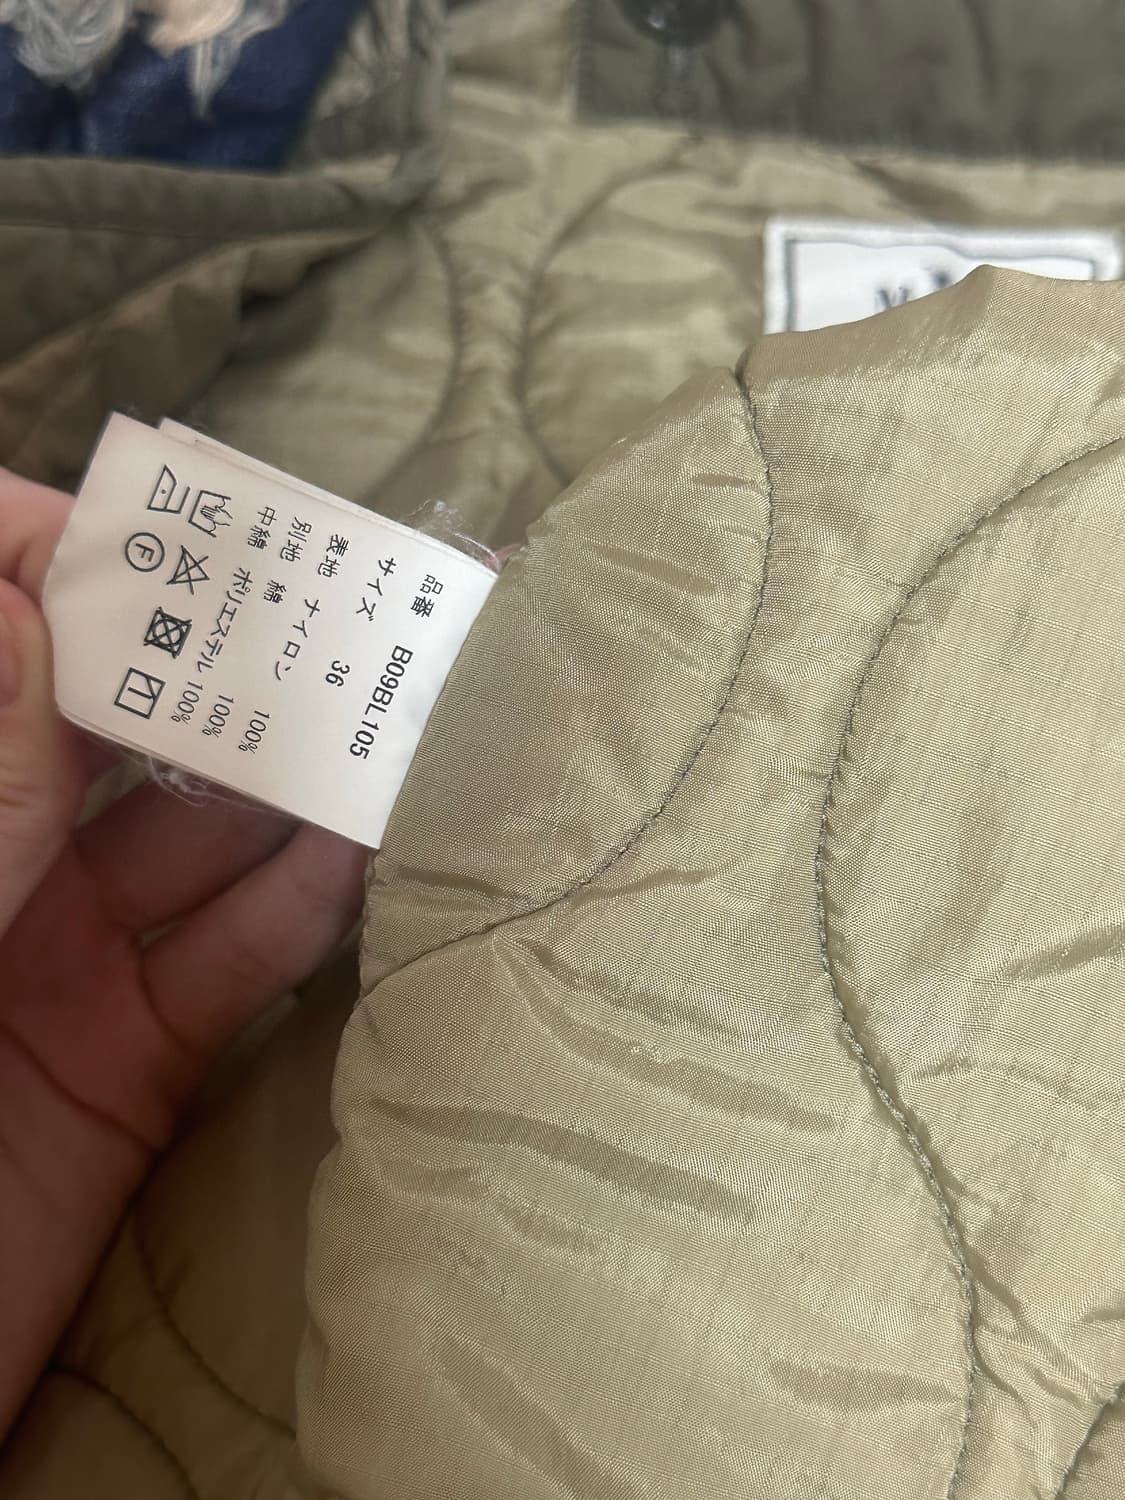 品番 B09BL105
サイズ 36
表地 ナイロン 100%
別地 綿 100%
中綿 ポリエステル 100%
F